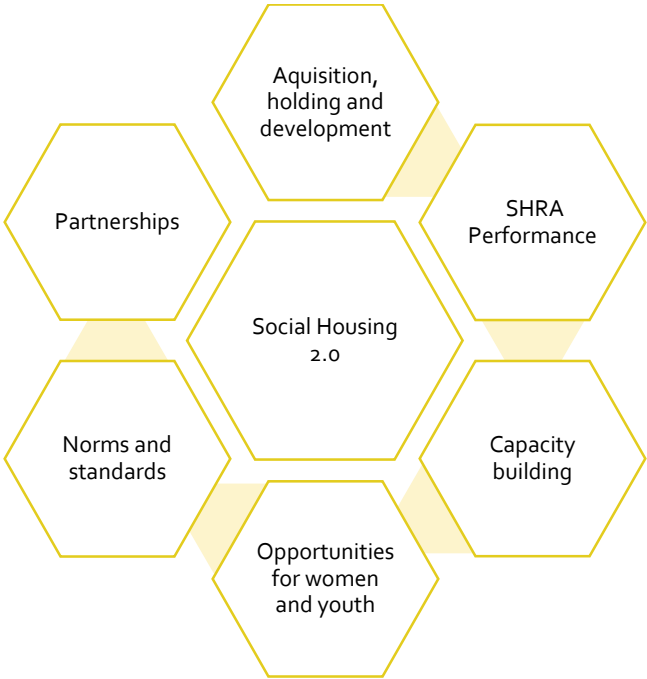 Aquisition,
holding and
development
Partnerships
SHRA
Performance
Social Housing
2.0
Norms and
standards
Capacity
building
Opportunities
for women
and youth